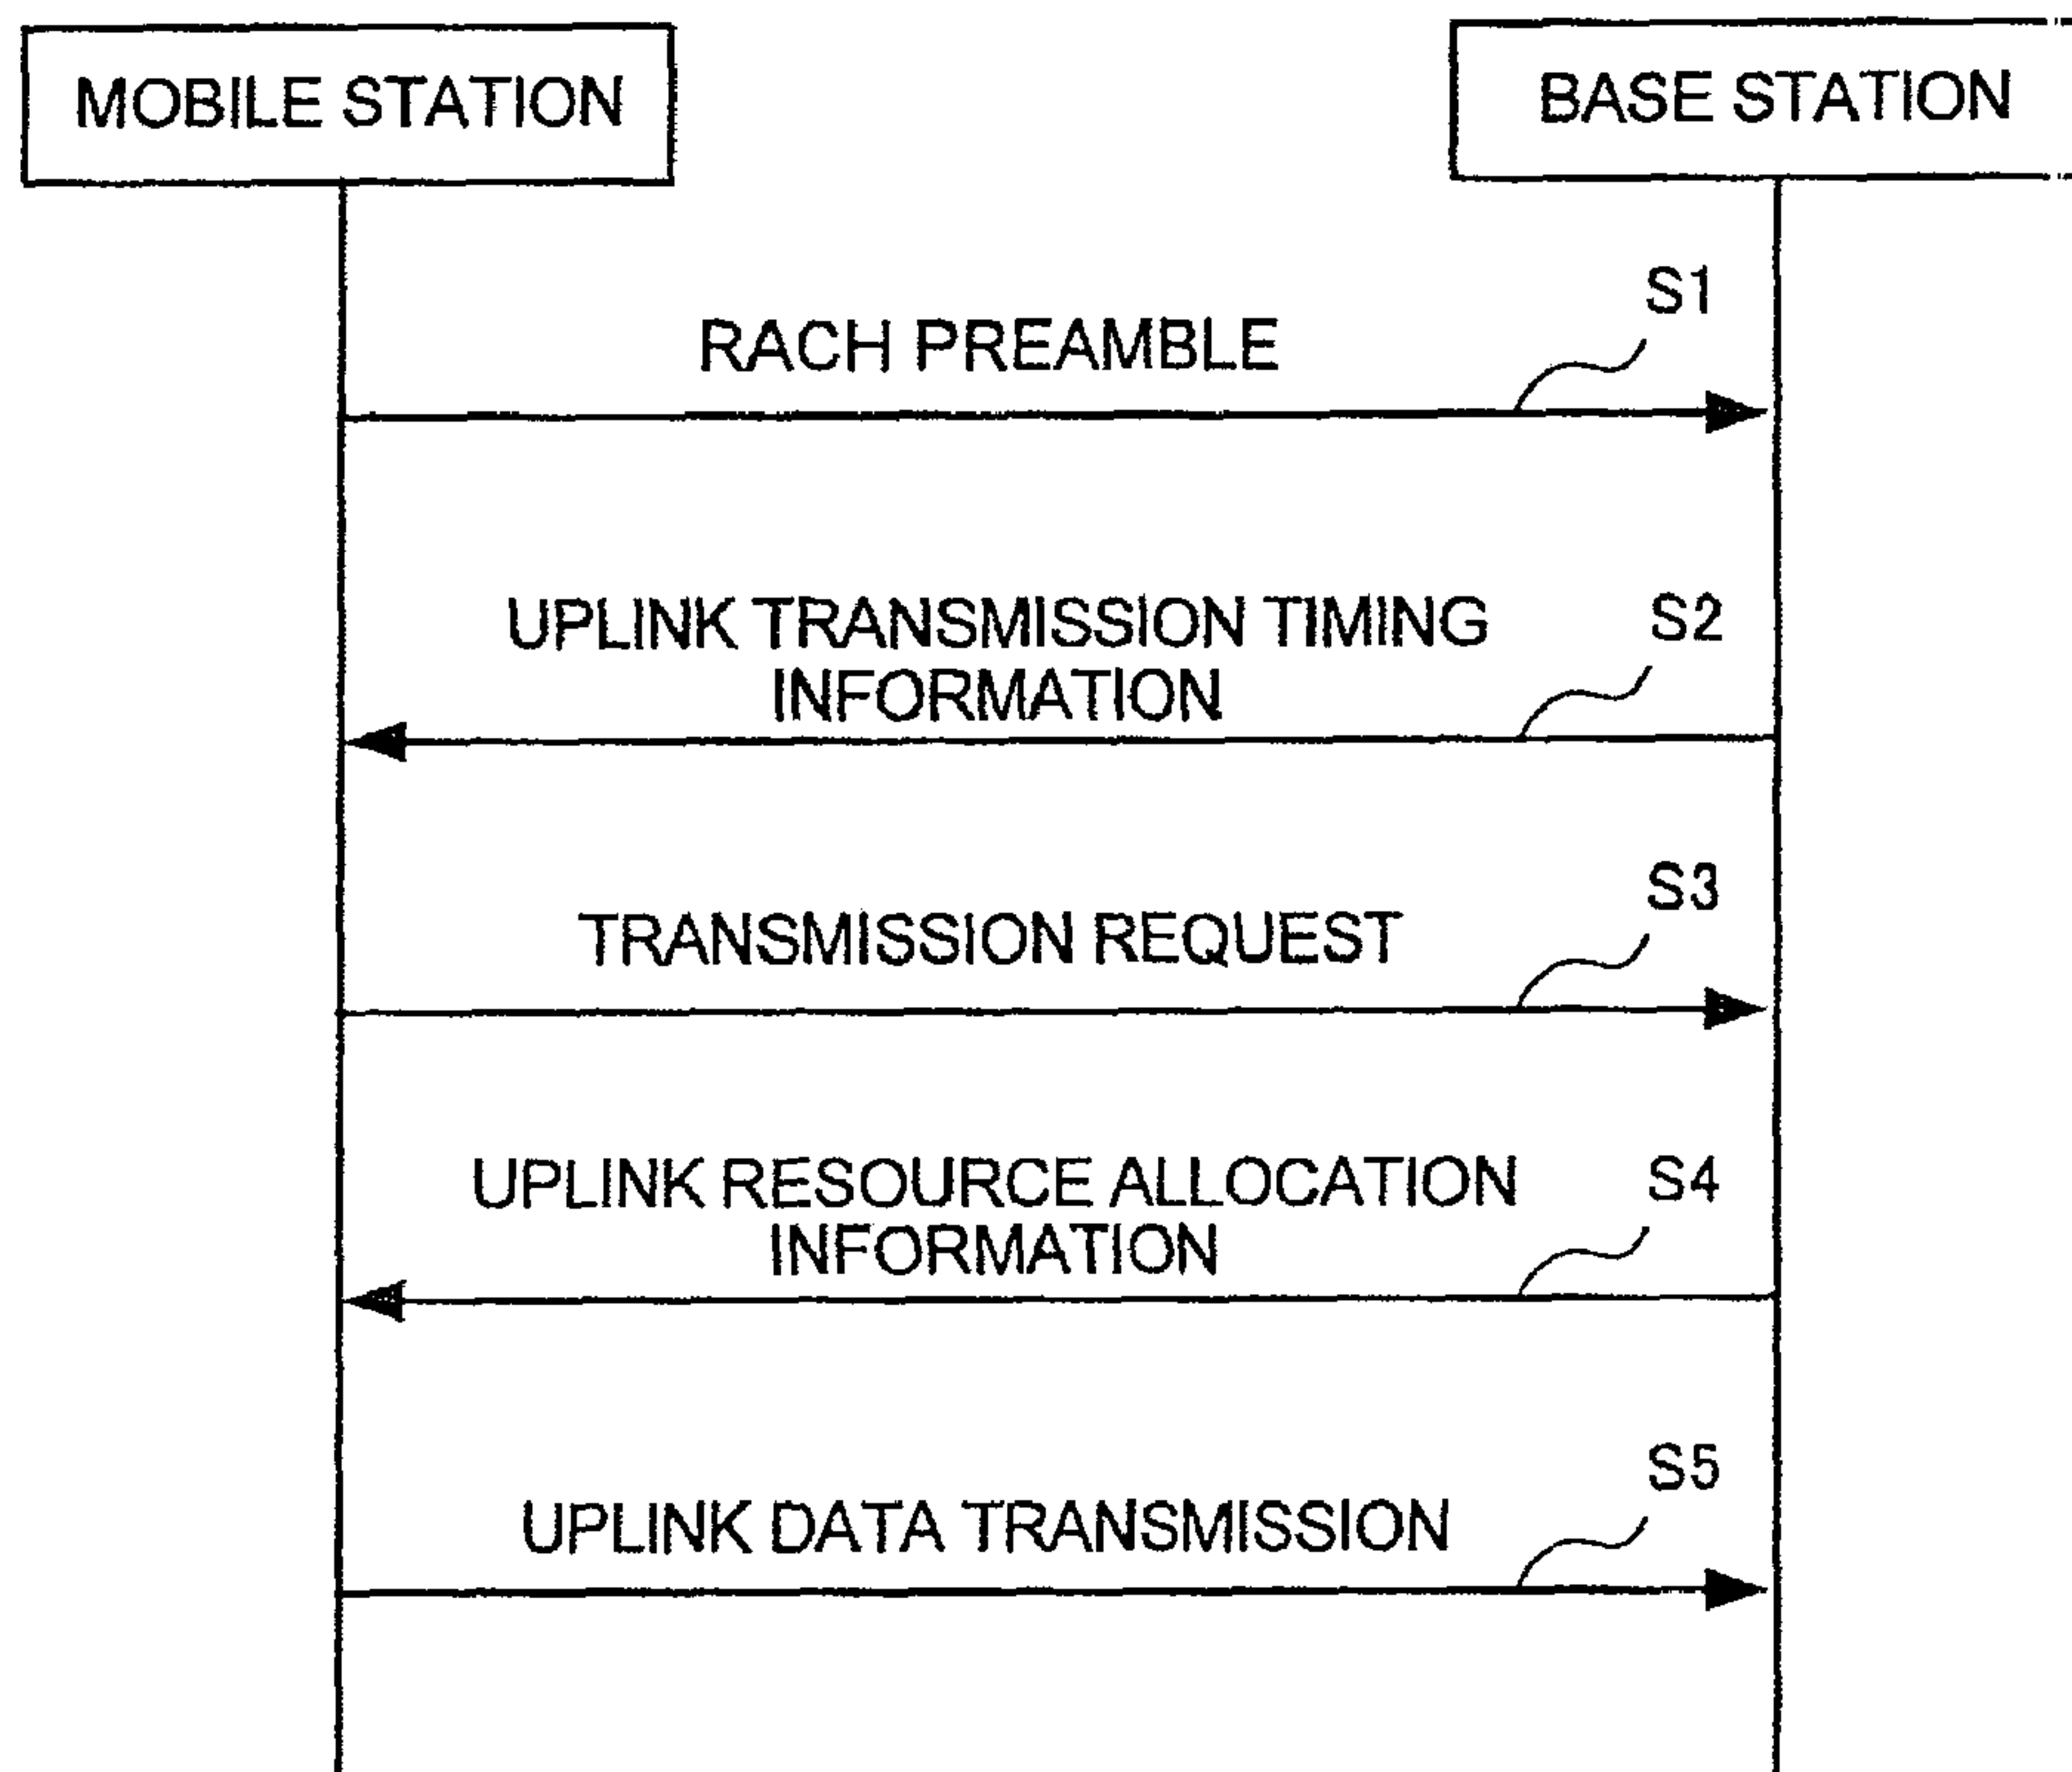 MOBILE STATION
BASE STATION
S1
RACH PREAMBLE
S2
UPLINK TRANSMISSION TIMING
INFORMATION
S3
TRANSMISSION REQUEST
S4
UPLINK RESOURCE ALLOCATION
INFORMATION
S5
UPLINK DATA TRANSMISSION